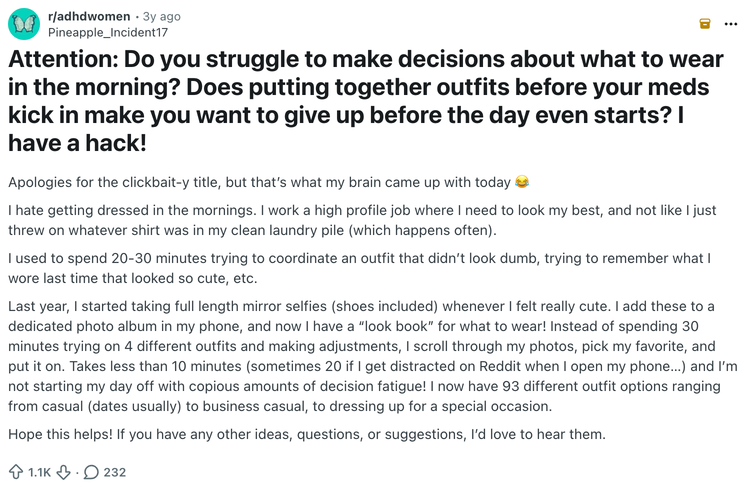 r/adhdwomen • 3y ago
Pineapple_Incident17
Attention: Do you struggle to make decisions about what to wear
in the morning? Does putting together outfits before your meds
kick in make you want to give up before the day even starts? I
have a hack!
Apologies for the clickbait-y title, but that's what my brain came up with today 😂
I hate getting dressed in the mornings. I work a high profile job where I need to look my best, and not like I just
threw on whatever shirt was in my clean laundry pile (which happens often).
I used to spend 20-30 minutes trying to coordinate an outfit that didn't look dumb, trying to remember what I
wore last time that looked so cute, etc.
Last year, I started taking full length mirror selfies (shoes included) whenever I felt really cute. I add these to a
dedicated photo album in my phone, and now I have a “look book” for what to wear! Instead of spending 30
minutes trying on 4 different outfits and making adjustments, I scroll through my photos, pick my favorite, and
put it on. Takes less than 10 minutes (sometimes 20 if I get distracted on Reddit when I open my phone...) and I'm
not starting my day off with copious amounts of decision fatigue! I now have 93 different outfit options ranging
from casual (dates usually) to business casual, to dressing up for a special occasion.
Hope this helps! If you have any other ideas, questions, or suggestions, I'd love to hear them.
1.1K · 232